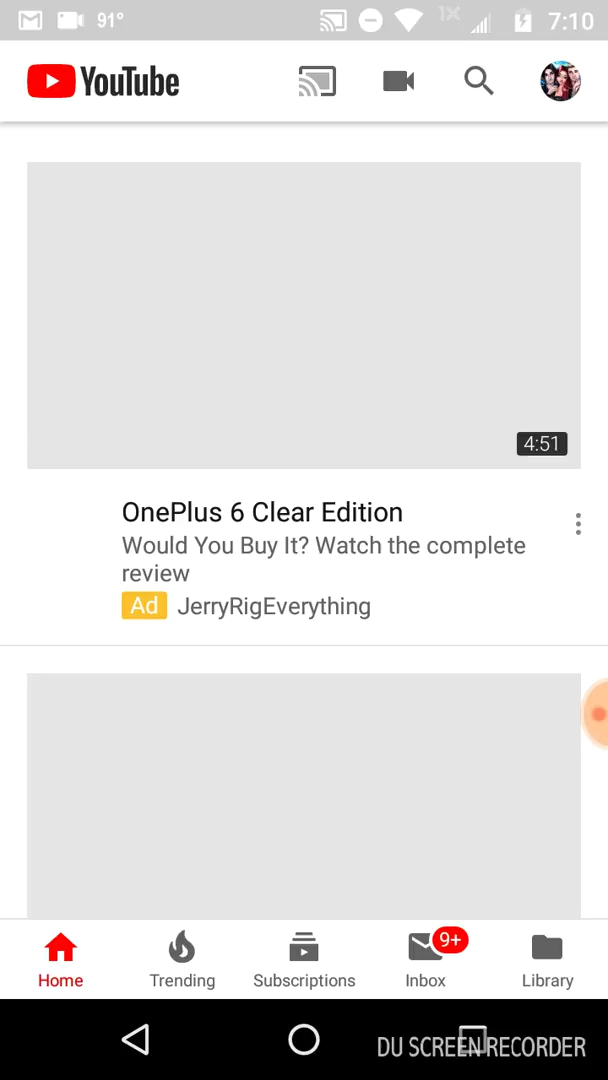 91° 1X 7:10
YouTube
4:51
OnePlus 6 Clear Edition
Would You Buy It? Watch the complete
review
Ad JerryRigEverything
9+
Home Trending Subscriptions Inbox Library
DU SCREEN RECORDER